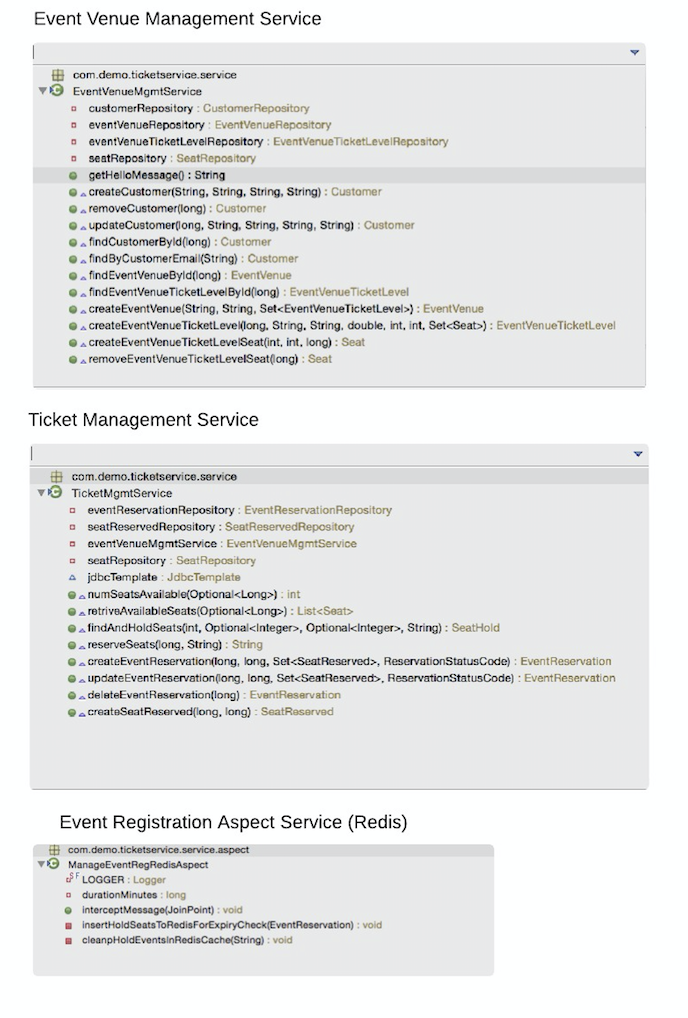 Event Venue Management Service
com.demo.ticketservice.service
EventVenueMgmtService
customerRepository : CustomerRepository
eventVenueRepository : EventVenueRepository
eventVenueTicketLevelRepository : EventVenueTicketLevelRepository
seatRepository : SeatRepository
getHelloMessage() : String
createCustomer(String, String, String, String) : Customer
removeCustomer(long) : Customer
updateCustomer(long, String, String, String, String) : Customer
findCustomerById(long) : Customer
findByCustomerEmail(String) : Customer
findEventVenueById(long) : EventVenue
findEventVenueTicketLevelById(long) : EventVenueTicketLevel
createEventVenue(String, String, Set<EventVenueTicketLevel>) : EventVenue
createEventVenueTicketLevel(long, String, String, double, int, int, Set<Seat>) : EventVenueTicketLevel
createEventVenueTicketLevelSeat(int, int, long) : Seat
removeEventVenueTicketLevelSeat(long) : Seat
Ticket Management Service
com.demo.ticketservice.service
TicketMgmtService
eventReservationRepository : EventReservationRepository
seatReservedRepository : SeatReservedRepository
eventVenueMgmtService : EventVenueMgmtService
seatRepository : SeatRepository
jdbcTemplate : JdbcTemplate
numSeatsAvailable(Optional<Long>) : int
retriveAvailableSeats(Optional<Long>) : List<Seat>
findAndHoldSeats(int, Optional<Integer>, Optional<Integer>, String) : SeatHold
reserveSeats(long, String) : String
createEventReservation(long, long, Set<SeatReserved>, ReservationStatusCode) : EventReservation
updateEventReservation(long, long, Set<SeatReserved>, ReservationStatusCode) : EventReservation
deleteEventReservation(long) : EventReservation
createSeatReserved(long, long) : SeatReserved
Event Registration Aspect Service (Redis)
com.demo.ticketservice.service.aspect
ManageEventRegRedisAspect
S F LOGGER : Logger
durationMinutes : long
interceptMessage(JoinPoint) : void
insertHoldSeatsToRedisForExpiryCheck(EventReservation) : void
cleanpHoldEventsInRedisCache(String) : void